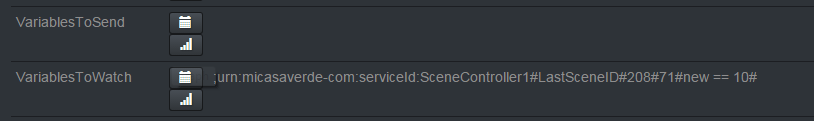 VariablesToSend
VariablesToWatch ;urn:micasaverde-com:serviceId:SceneController1#LastSceneID#208#71#new == 10#